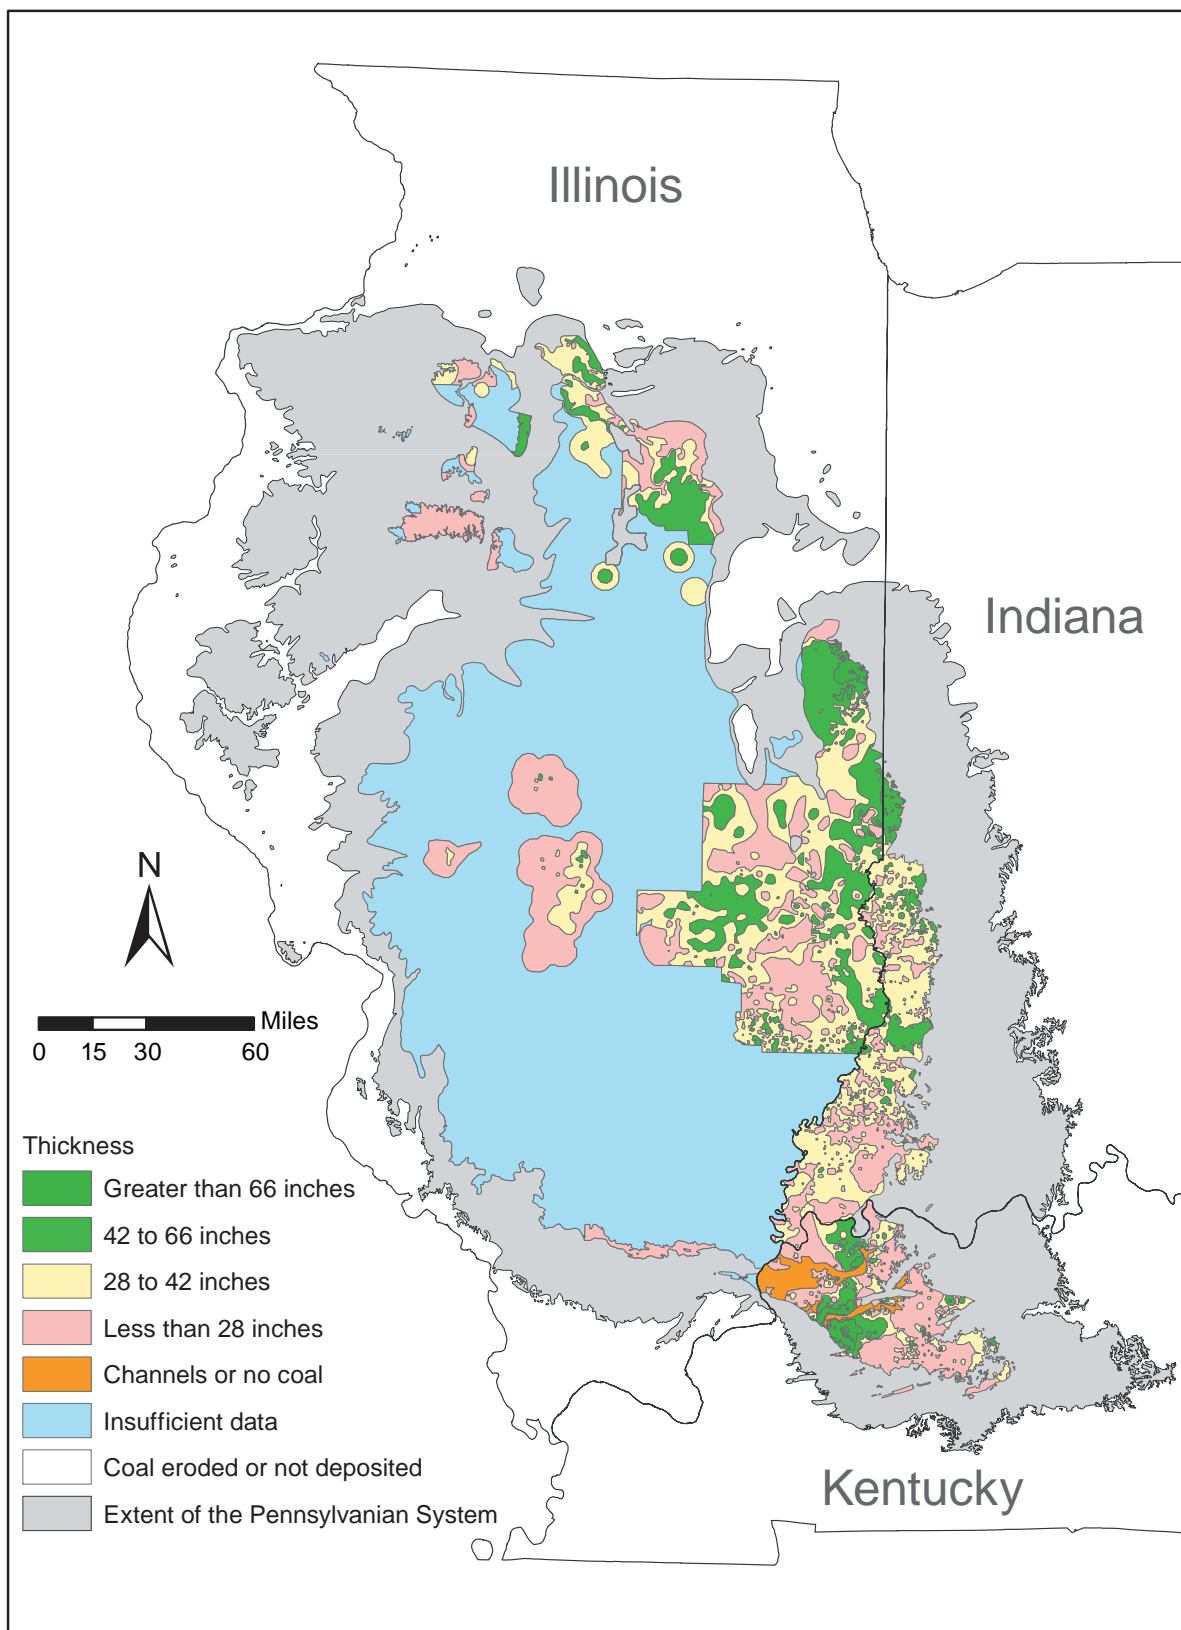 Illinois
Indiana
N
Miles
0 15 30 60
Thickness
Greater than 66 inches
42 to 66 inches
28 to 42 inches
Less than 28 inches
Channels or no coal
Insufficient data
Coal eroded or not deposited
Extent of the Pennsylvanian System
Kentucky